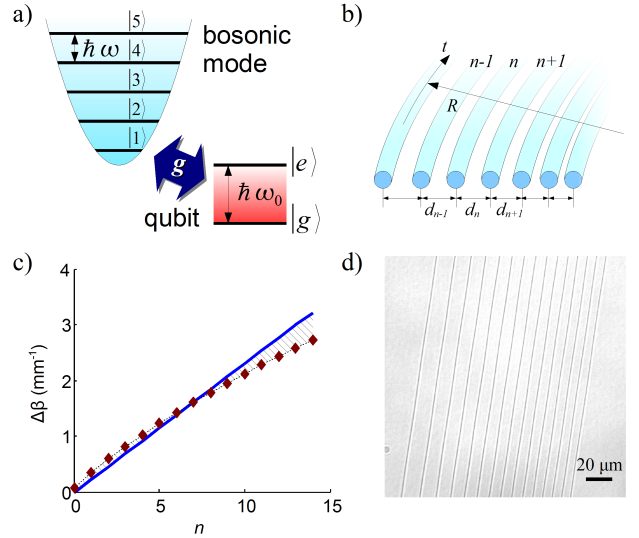 a)
|5⟩
ħω
|4⟩
bosonic
mode
|3⟩
|2⟩
|1⟩
g
|e⟩
qubit
ħω₀
|g⟩
b)
t
n-1 n n+1
R
dₙ₋₁ dₙ dₙ₊₁
c)
4
3
2
1
0
Δβ (mm⁻¹)
0 5 10 15
n
d)
20 μm